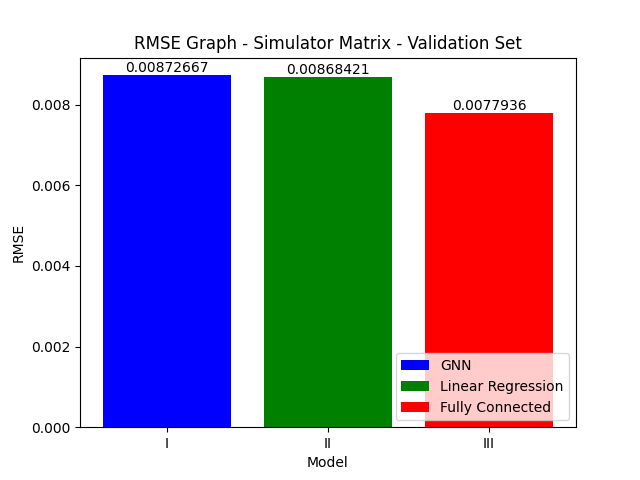 RMSE Graph - Simulator Matrix - Validation Set
0.00872667
0.00868421
0.0077936
0.008
0.006
0.004
0.002
0.000
RMSE
GNN
Linear Regression
Fully Connected
I
II
III
Model